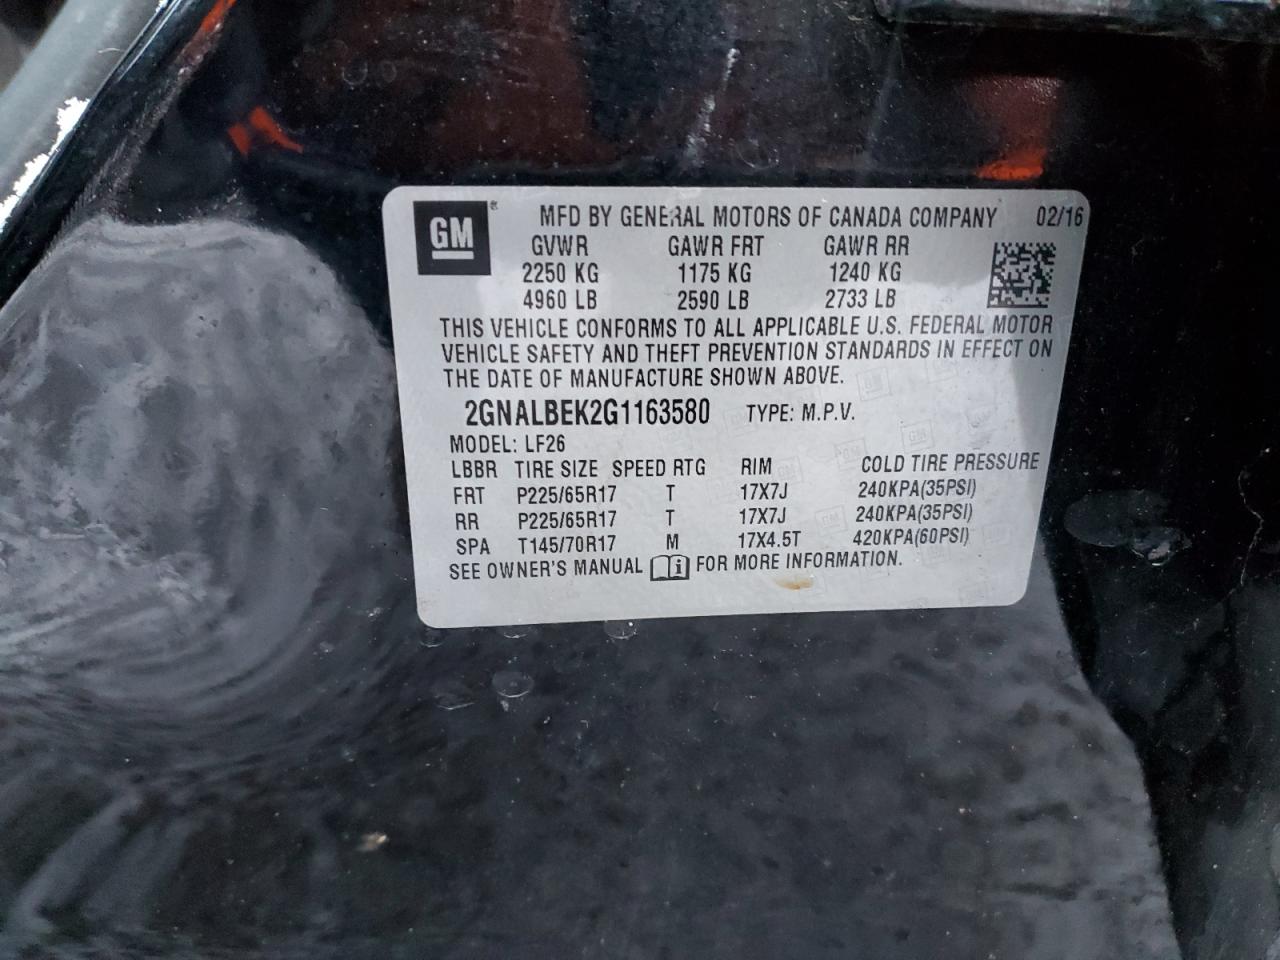 GM ® MFD BY GENERAL MOTORS OF CANADA COMPANY 02/16
GVWR GAWR FRT GAWR RR
2250 KG 1175 KG 1240 KG
4960 LB 2590 LB 2733 LB
THIS VEHICLE CONFORMS TO ALL APPLICABLE U.S. FEDERAL MOTOR
VEHICLE SAFETY AND THEFT PREVENTION STANDARDS IN EFFECT ON
THE DATE OF MANUFACTURE SHOWN ABOVE.
2GNALBEK2G1163580 TYPE: M.P.V.
MODEL: LF26
LBBR TIRE SIZE SPEED RTG RIM COLD TIRE PRESSURE
FRT P225/65R17 T 17X7J 240KPA(35PSI)
RR P225/65R17 T 17X7J 240KPA(35PSI)
SPA T145/70R17 M 17X4.5T 420KPA(60PSI)
SEE OWNER'S MANUAL i FOR MORE INFORMATION.